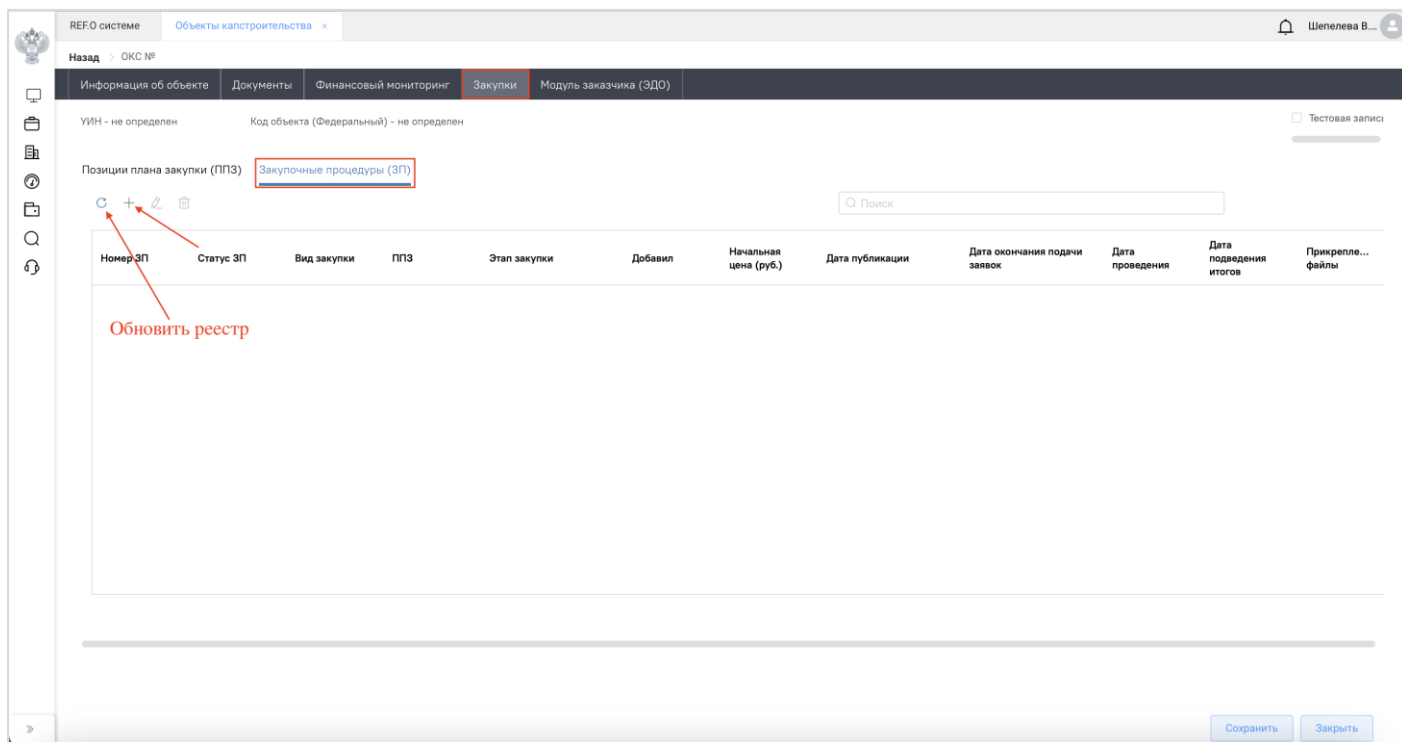 REF.О системе Объекты капстроительства × Шепелева В....
Назад > ОКС №
Информация об объекте Документы Финансовый мониторинг Закупки Модуль заказчика (ЭДО)
УИН - не определен Код объекта (Федеральный) - не определен Тестовая запись
Позиции плана закупки (ППЗ) Закупочные процедуры (ЗП)
Поиск
Номер ЗП Статус ЗП Вид закупки ППЗ Этап закупки Добавил Начальная цена (руб.) Дата публикации Дата окончания подачи заявок Дата проведения Дата подведения итогов Прикрепле... файлы
Обновить реестр
Сохранить Закрыть